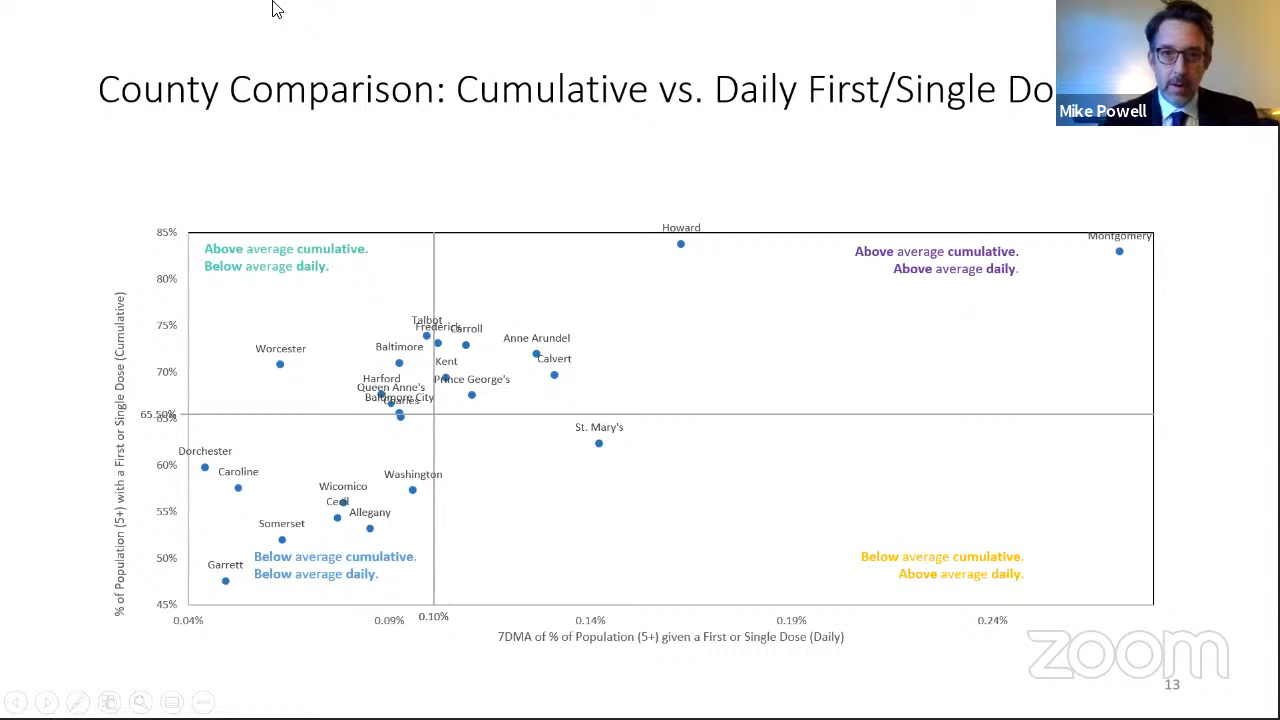 County Comparison: Cumulative vs. Daily First/Single Do
Mike Powell
Howard
85%
Montgomery
Above average cumulative.
Below average daily.
Above average cumulative.
Above average daily.
80%
Talbot
75%
Frederick
Carroll
Anne Arundel
Worcester
Baltimore
Calvert
Kent
70%
Harford
Prince George's
Queen Anne's
Baltimore City
Charles
65.50%
65%
St. Mary's
Dorchester
60%
Caroline
Washington
Wicomico
Cecil
55%
Allegany
Somerset
Below average cumulative.
Below average daily.
Below average cumulative.
Above average daily.
50%
Garrett
45%
% of Population (5+) with a First or Single Dose (Cumulative)
0.04%
0.09%
0.10%
0.14%
0.19%
0.24%
7DMA of % of Population (5+) given a First or Single Dose (Daily)
zoom
13